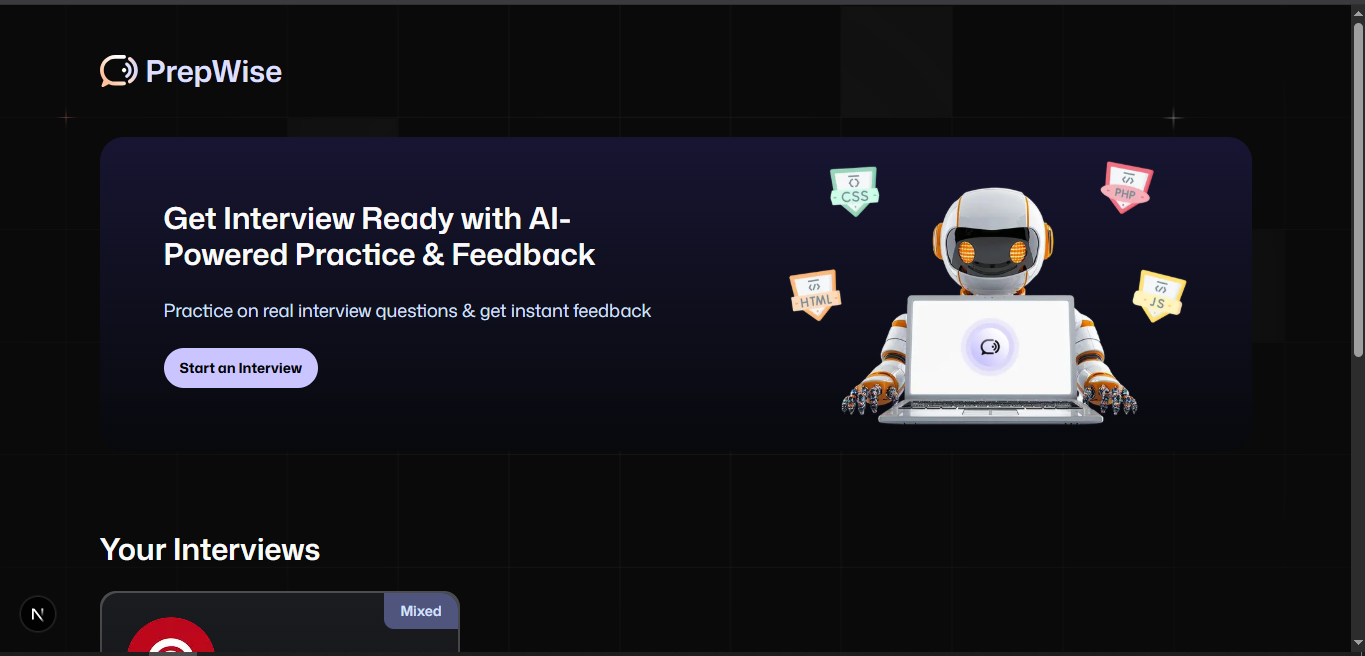 PrepWise
Get Interview Ready with AI-
Powered Practice & Feedback
Practice on real interview questions & get instant feedback
Start an Interview
CSS
PHP
HTML
JS
Your Interviews
Mixed
N